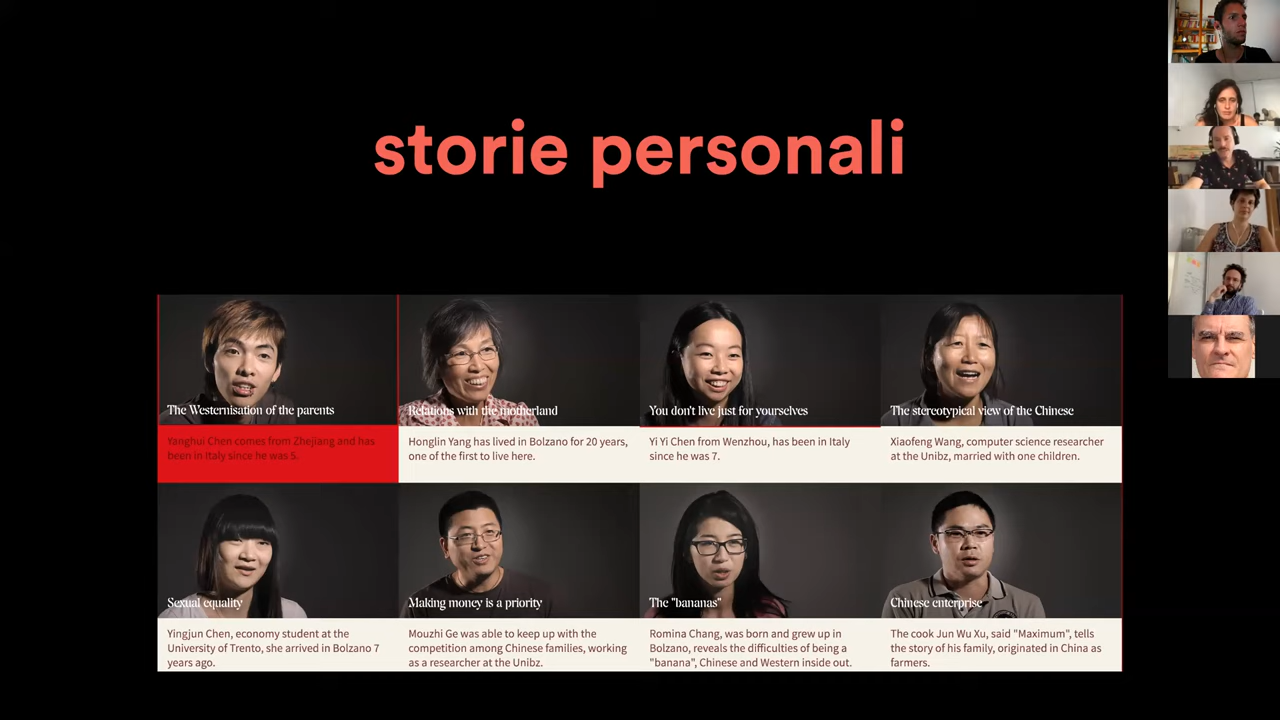 storie personali
The Westernisation of the parents
Relations with the motherland
You don't live just for yourselves
The stereotypical view of the Chinese
Yanghui Chen comes from Zhejiang and has
been in Italy since he was 5.
Honglin Yang has lived in Bolzano for 20 years,
one of the first to live here.
Yi Yi Chen from Wenzhou, has been in Italy
since he was 7.
Xiaofeng Wang, computer science researcher
at the Unibz, married with one children.
Sexual equality
Making money is a priority
The "bananas"
Chinese enterprise
Yingjun Chen, economy student at the
University of Trento, she arrived in Bolzano 7
years ago.
Mouzhi Ge was able to keep up with the
competition among Chinese families, working
as a researcher at the Unibz.
Romina Chang, was born and grew up in
Bolzano, reveals the difficulties of being a
"banana", Chinese and Western inside out.
The cook Jun Wu Xu, said "Maximum", tells
the story of his family, originated in China as
farmers.